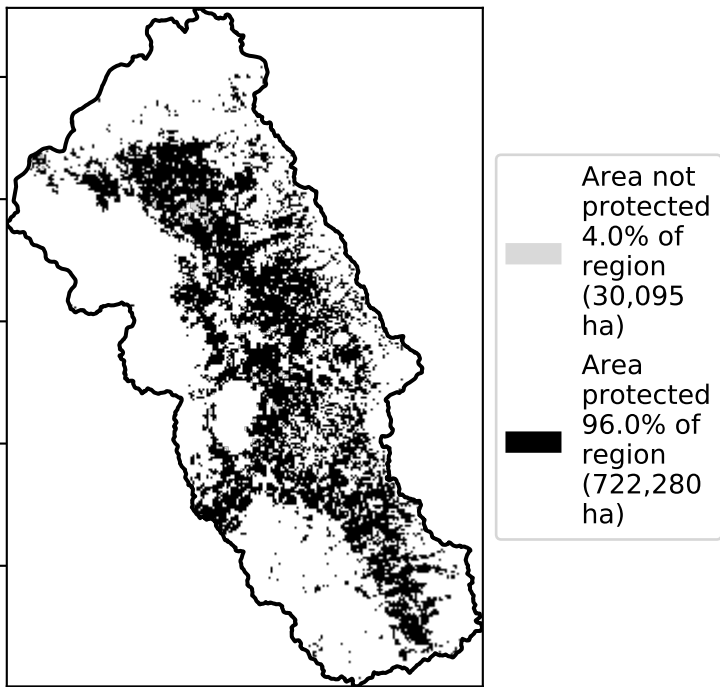 Area not
protected
4.0% of
region
(30,095
ha)
Area
protected
96.0% of
region
(722,280
ha)